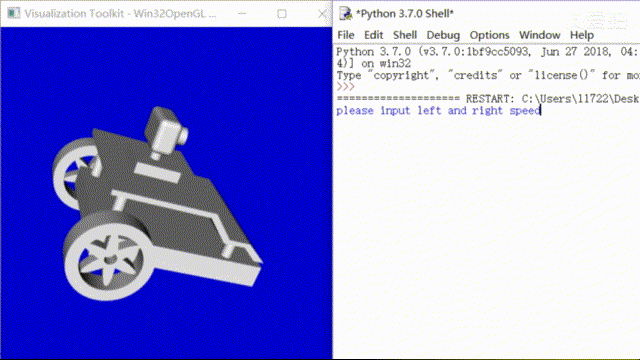 Visualization Toolkit - Win32OpenGL ...
*Python 3.7.0 Shell*
File Edit Shell Debug Options Window Help
Python 3.7.0 (v3.7.0:1bf9cc5093, Jun 27 2018, 04:
4)] on win32
Type "copyright", "credits" or "license()" for mo
>>>
==================== RESTART: C:\Users\11722\Desk
please input left and right speed